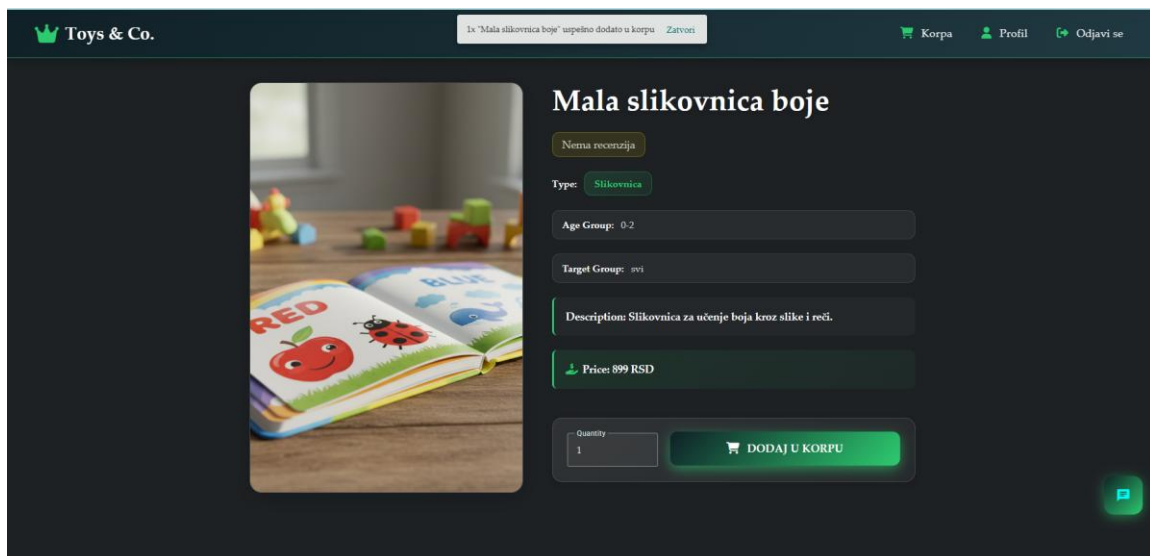 Toys & Co.
1x "Mala slikovnica boje" uspešno dodato u korpu Zatvori
Korpa
Profil
Odjavi se
Mala slikovnica boje
Nema recenzija
Type: Slikovnica
Age Group: 0-2
Target Group: svi
Description: Slikovnica za učenje boja kroz slike i reči.
Price: 899 RSD
Quantity
1
DODAJ U KORPU
RED
BLUE